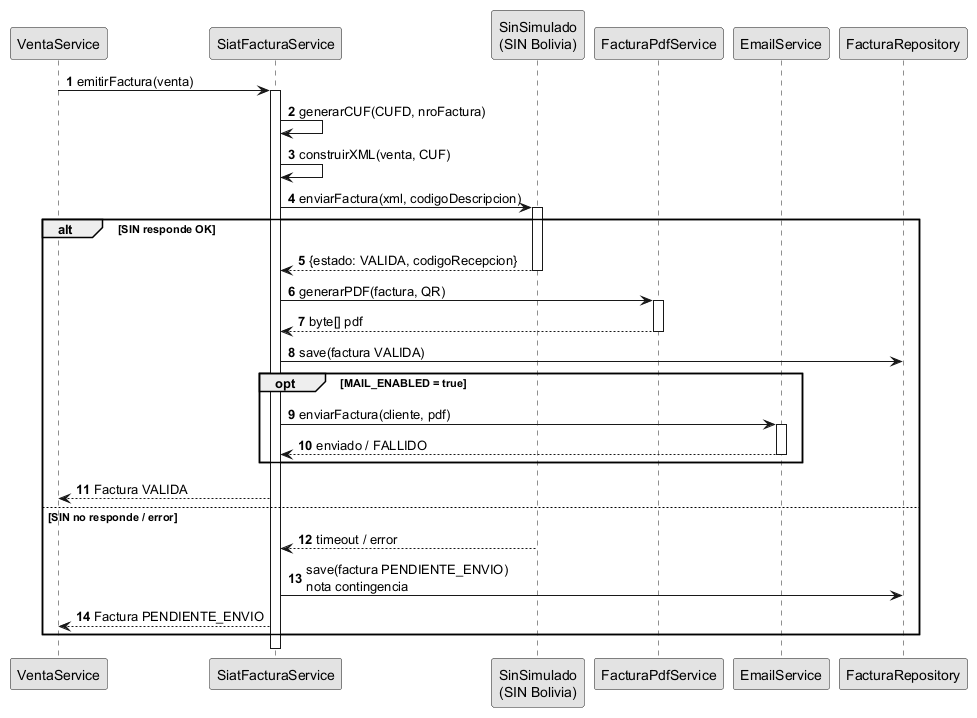 SinSimulado
VentaService SiatFacturaService (SIN Bolivia) FacturaPdfService EmailService FacturaRepository
1 emitirFactura(venta)
2 generarCUF(CUFD, nroFactura)
3 construirXML(venta, CUF)
4 enviarFactura(xml, codigoDescripcion)
alt [SIN responde OK]
5 {estado: VALIDA, codigoRecepcion}
6 generarPDF(factura, QR)
7 byte[] pdf
8 save(factura VALIDA)
opt [MAIL_ENABLED = true]
9 enviarFactura(cliente, pdf)
10 enviado / FALLIDO
11 Factura VALIDA
[SIN no responde / error]
12 timeout / error
13 save(factura PENDIENTE_ENVIO)
nota contingencia
14 Factura PENDIENTE_ENVIO
VentaService SiatFacturaService SinSimulado FacturaPdfService EmailService FacturaRepository
(SIN Bolivia)